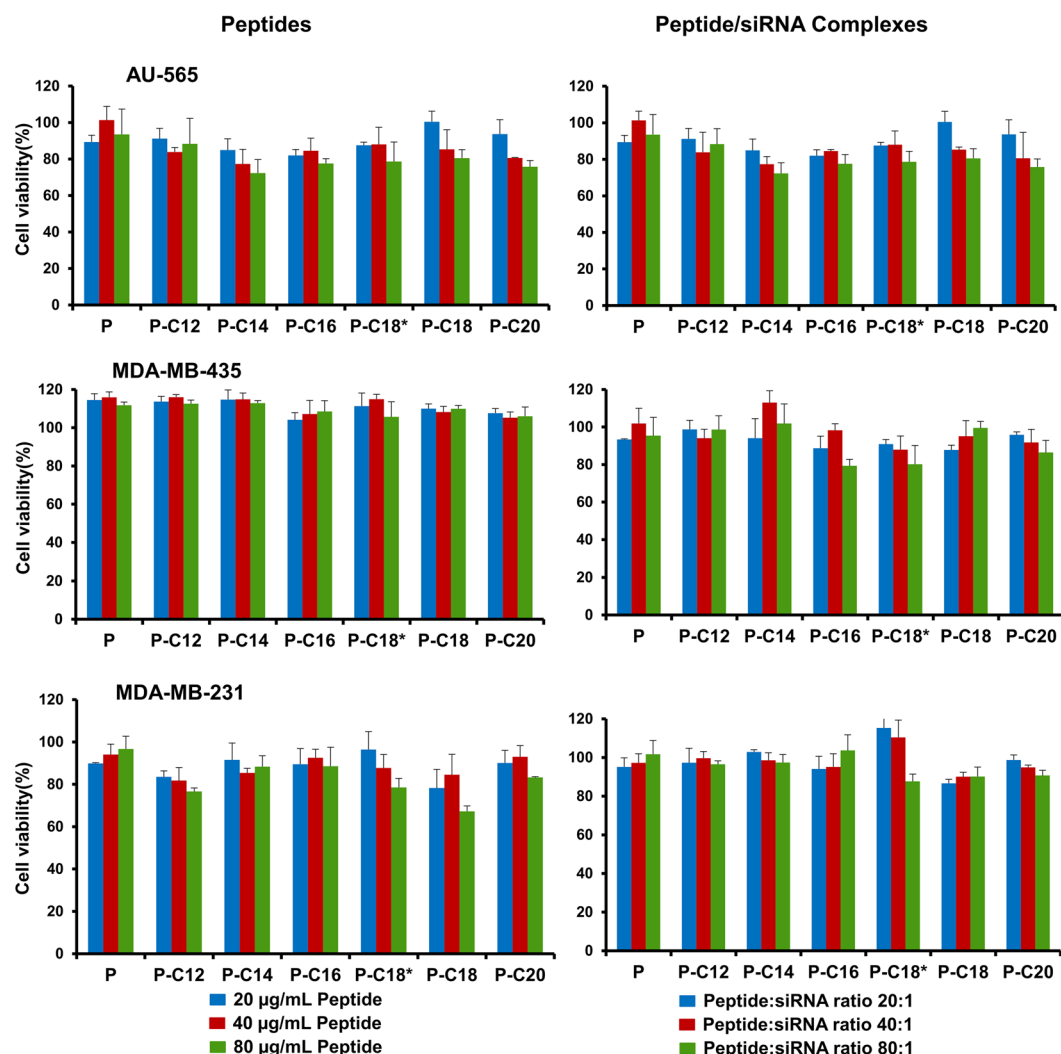 Peptides
Peptide/siRNA Complexes
AU-565
Cell viability(%)
120
100
80
60
40
20
0
P P-C12 P-C14 P-C16 P-C18* P-C18 P-C20
120
100
80
60
40
20
0
P P-C12 P-C14 P-C16 P-C18* P-C18 P-C20
MDA-MB-435
Cell viability(%)
120
100
80
60
40
20
0
P P-C12 P-C14 P-C16 P-C18* P-C18 P-C20
120
100
80
60
40
20
0
P P-C12 P-C14 P-C16 P-C18* P-C18 P-C20
MDA-MB-231
Cell viability(%)
120
100
80
60
40
20
0
P P-C12 P-C14 P-C16 P-C18* P-C18 P-C20
120
100
80
60
40
20
0
P P-C12 P-C14 P-C16 P-C18* P-C18 P-C20
20 µg/mL Peptide
40 µg/mL Peptide
80 µg/mL Peptide
Peptide:siRNA ratio 20:1
Peptide:siRNA ratio 40:1
Peptide:siRNA ratio 80:1